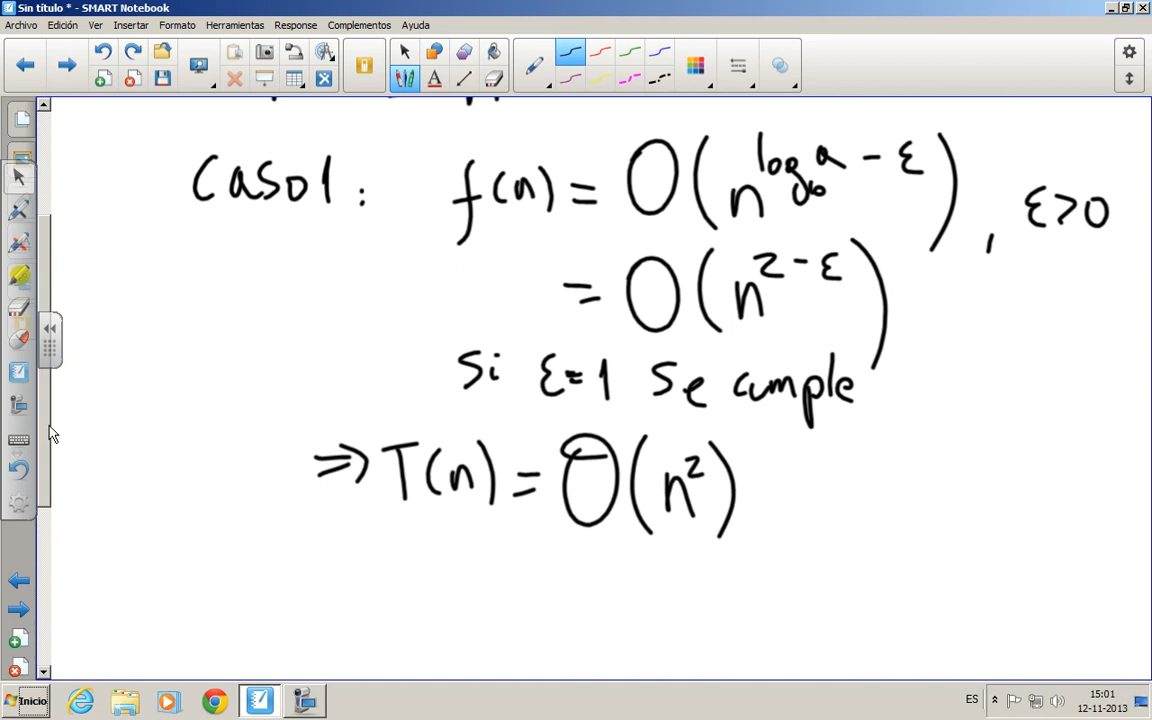 Sin título * - SMART Notebook
Archivo Edición Ver Insertar Formato Herramientas Response Complementos Ayuda
Caso 1: f(n) = O(n^{log_b a - ε}), ε>0
= O(n^{2-ε})
Si ε=1 Se cumple
⇒ T(n) = O(n^2)
Inicio
ES
15:01
12-11-2013